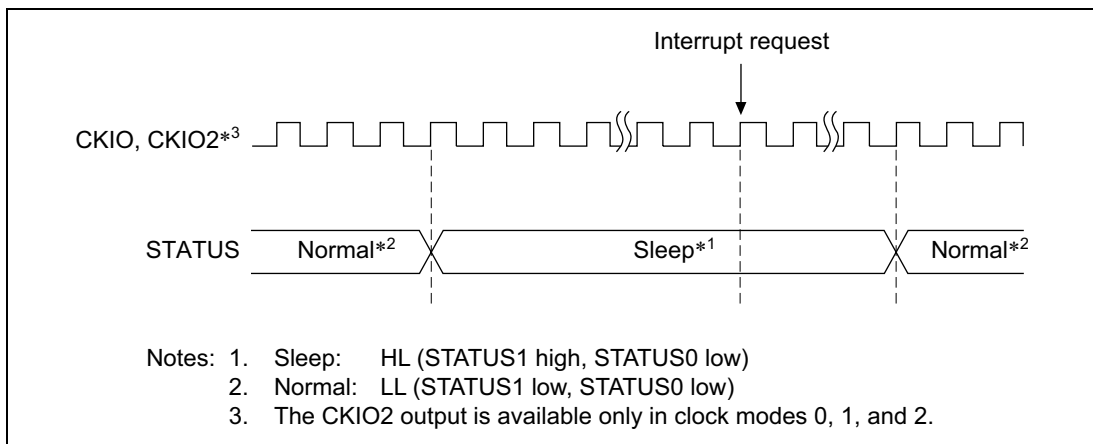 Interrupt request
CKIO, CKIO2*3
STATUS
Normal*2
Sleep*1
Normal*2
Notes: 1. Sleep: HL (STATUS1 high, STATUS0 low)
2. Normal: LL (STATUS1 low, STATUS0 low)
3. The CKIO2 output is available only in clock modes 0, 1, and 2.